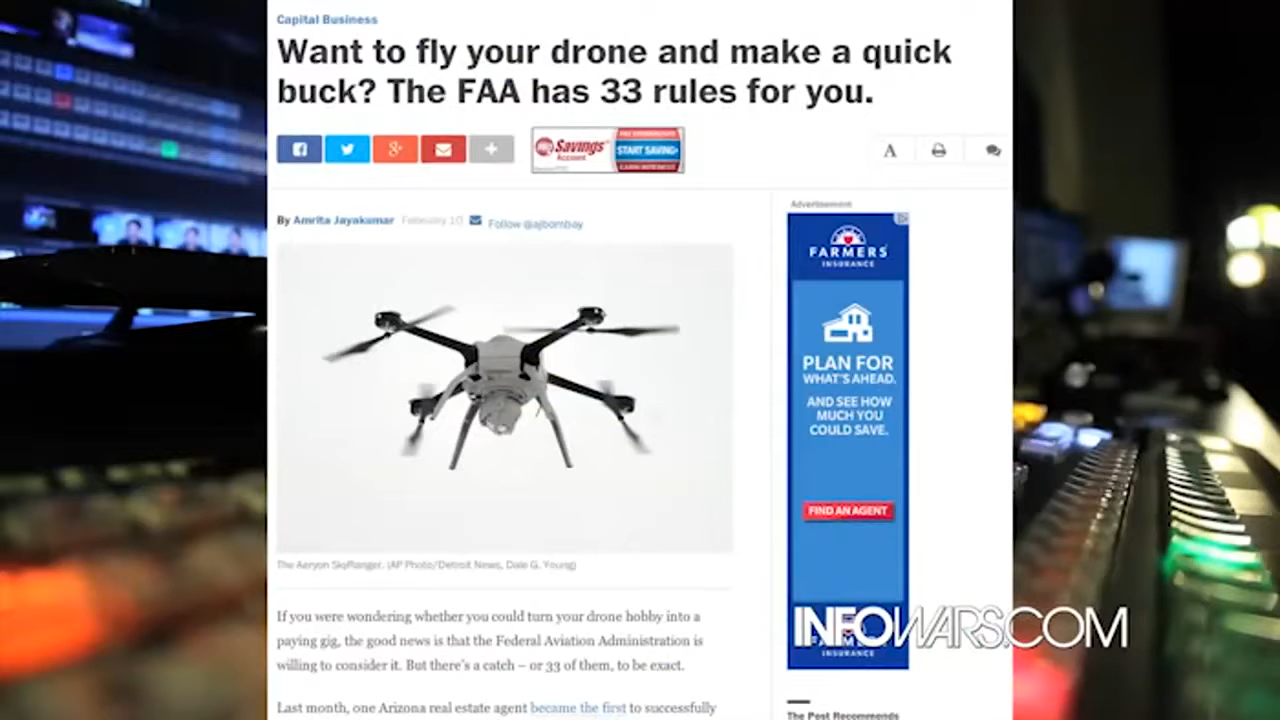 Capital Business
Want to fly your drone and make a quick
buck? The FAA has 33 rules for you.
Savings™
Account
START SAVING
A
By Amrita Jayakumar February 10 Follow @ajbombay
Advertisement
FARMERS
INSURANCE
PLAN FOR
WHAT'S AHEAD.
AND SEE HOW
MUCH YOU
COULD SAVE.
FIND AN AGENT
The Aeryon SkyRanger. (AP Photo/Detroit News, Dale G. Young)
If you were wondering whether you could turn your drone hobby into a
paying gig, the good news is that the Federal Aviation Administration is
willing to consider it. But there's a catch – or 33 of them, to be exact.
INFOWARS.COM
INSURANCE
Last month, one Arizona real estate agent became the first to successfully
The Post Recommends